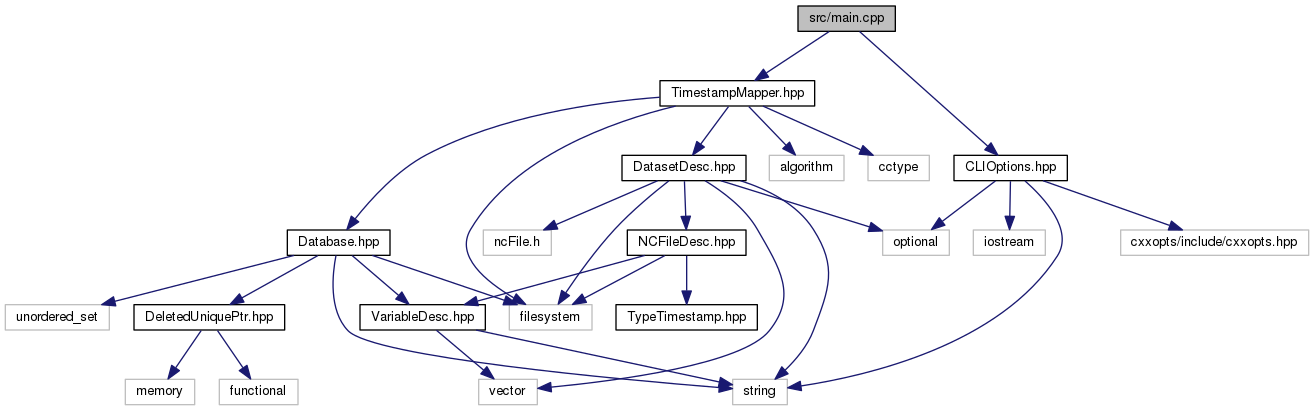 src/main.cpp
TimestampMapper.hpp
DatasetDesc.hpp
algorithm
cctype
CLIOptions.hpp
Database.hpp
ncFile.h
NCFileDesc.hpp
optional
iostream
cxxopts/include/cxxopts.hpp
unordered_set
DeletedUniquePtr.hpp
VariableDesc.hpp
filesystem
TypeTimestamp.hpp
memory
functional
vector
string